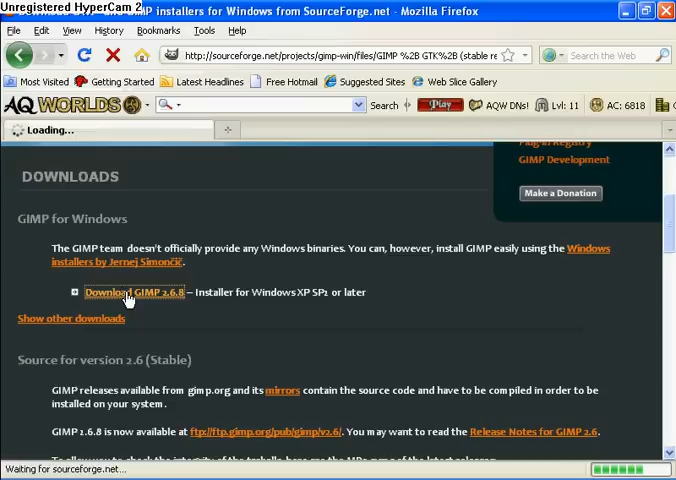 Unregistered HyperCam 2
and GIMP installers for Windows from SourceForge.net - Mozilla Firefox
File Edit View History Bookmarks Tools Help
http://sourceforge.net/projects/gimp-win/files/GIMP %2B GTK%2B (stable re
Search the Web
Most Visited Getting Started Latest Headlines Free Hotmail Suggested Sites Web Slice Gallery
AQ WORLDS Search Play AQW DNs! Lvl: 11 AC: 6818
Loading...
Plug-in Registry
GIMP Development
DOWNLOADS
Make a Donation
GIMP for Windows
The GIMP team doesn't officially provide any Windows binaries. You can, however, install GIMP easily using the Windows
installers by Jernej Simončič.
Download GIMP 2.6.8 – Installer for Windows XP SP2 or later
Show other downloads
Source for version 2.6 (Stable)
GIMP releases available from gimp.org and its mirrors contain the source code and have to be compiled in order to be
installed on your system.
GIMP 2.6.8 is now available at ftp://ftp.gimp.org/pub/gimp/v2.6/. You may want to read the Release Notes for GIMP 2.6.
Waiting for sourceforge.net...